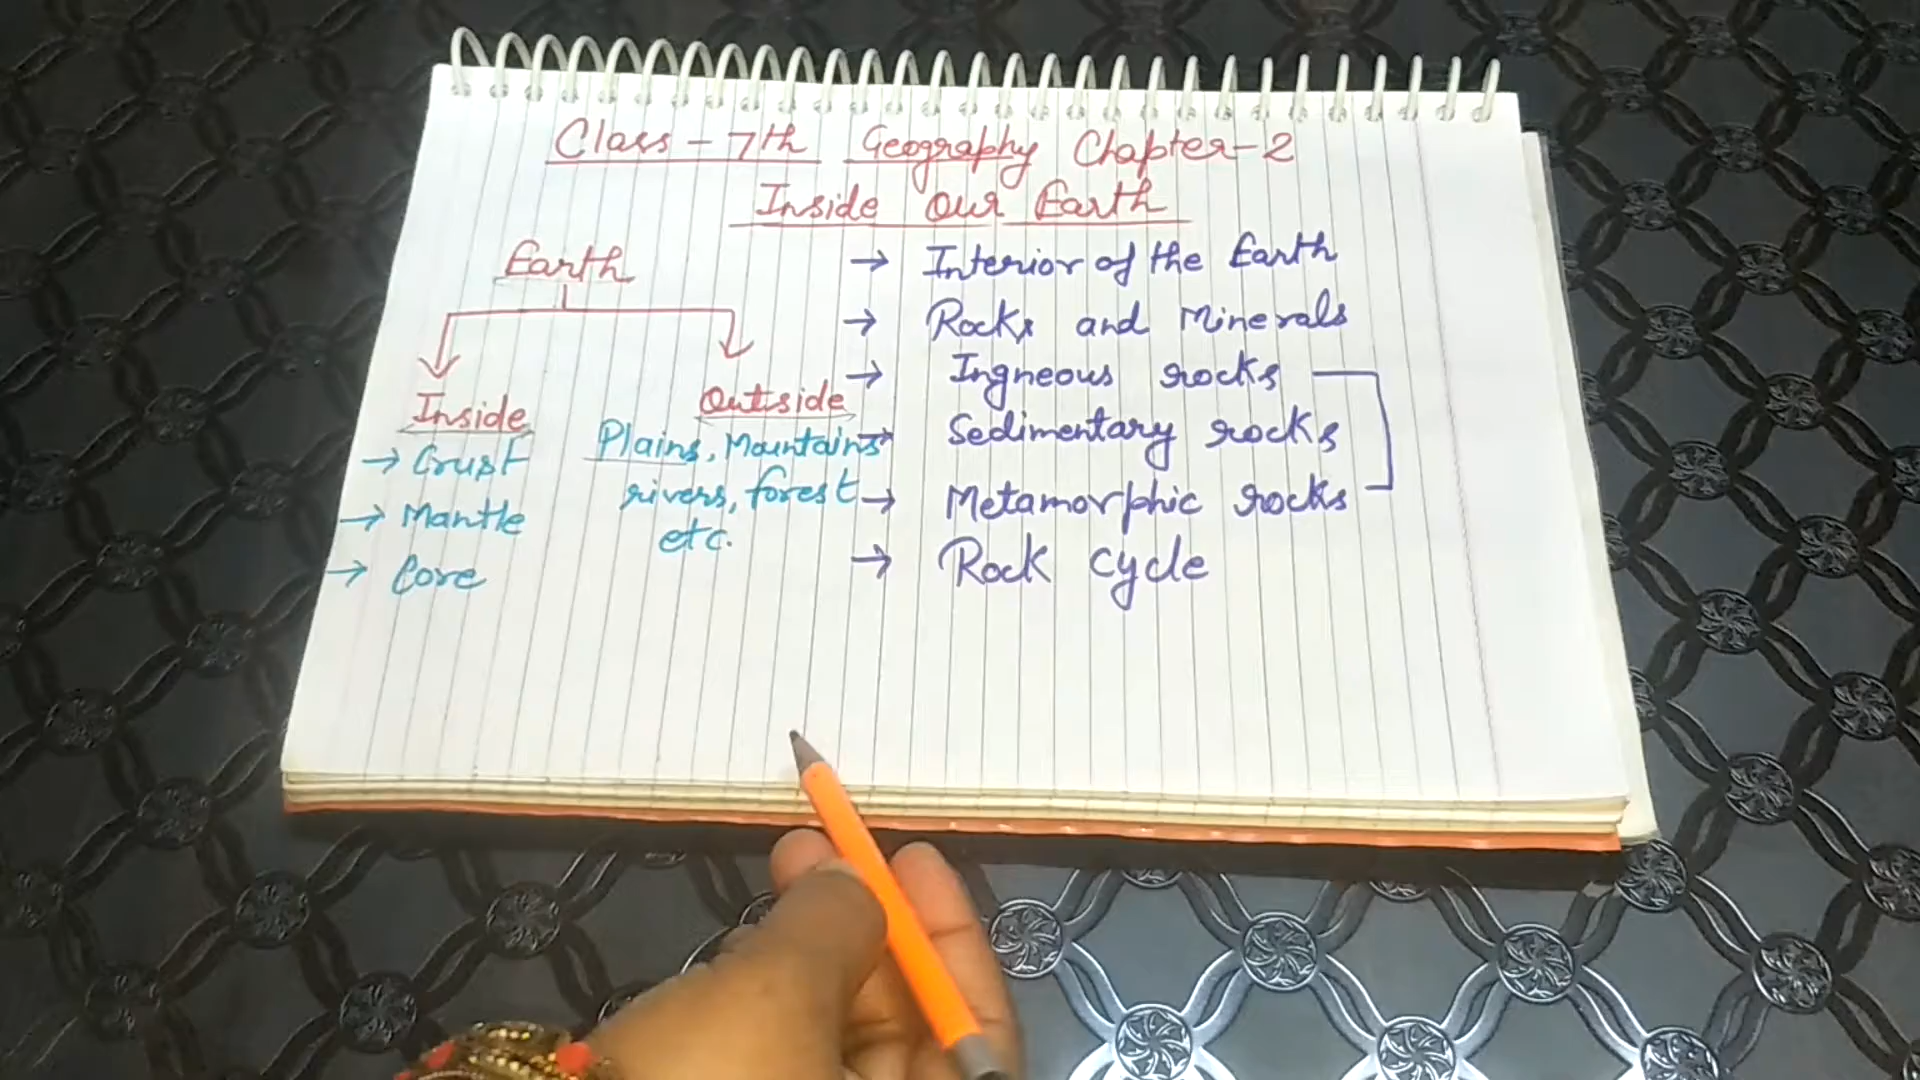 Class - 7th Geography Chapter-2
Inside Our Earth
Earth
Inside
→ Crust
→ Mantle
→ Core
Outside
Plains, Mountains
rivers, forest
etc.
→ Interior of the Earth
→ Rocks and Minerals
→ Ingneous rocks
→ Sedimentary rocks
→ Metamorphic rocks
→ Rock cycle